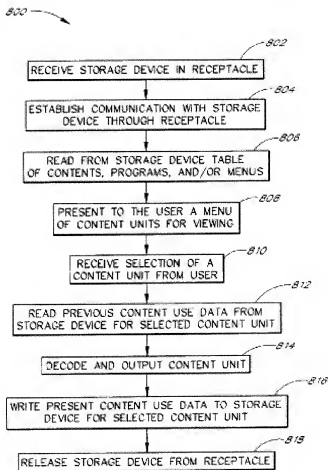 800
802
RECEIVE STORAGE DEVICE IN RECEPTACLE
804
ESTABLISH COMMUNICATION WITH STORAGE
DEVICE THROUGH RECEPTACLE
806
READ FROM STORAGE DEVICE TABLE
OF CONTENTS, PROGRAMS, AND/OR MENUS
808
PRESENT TO THE USER A MENU
OF CONTENT UNITS FOR VIEWING
810
RECEIVE SELECTION OF A
CONTENT UNIT FROM USER
812
READ PREVIOUS CONTENT USE DATA FROM
STORAGE DEVICE FOR SELECTED CONTENT UNIT
814
DECODE AND OUTPUT CONTENT UNIT
816
WRITE PRESENT CONTENT USE DATA TO STORAGE
DEVICE FOR SELECTED CONTENT UNIT
818
RELEASE STORAGE DEVICE FROM RECEPTACLE